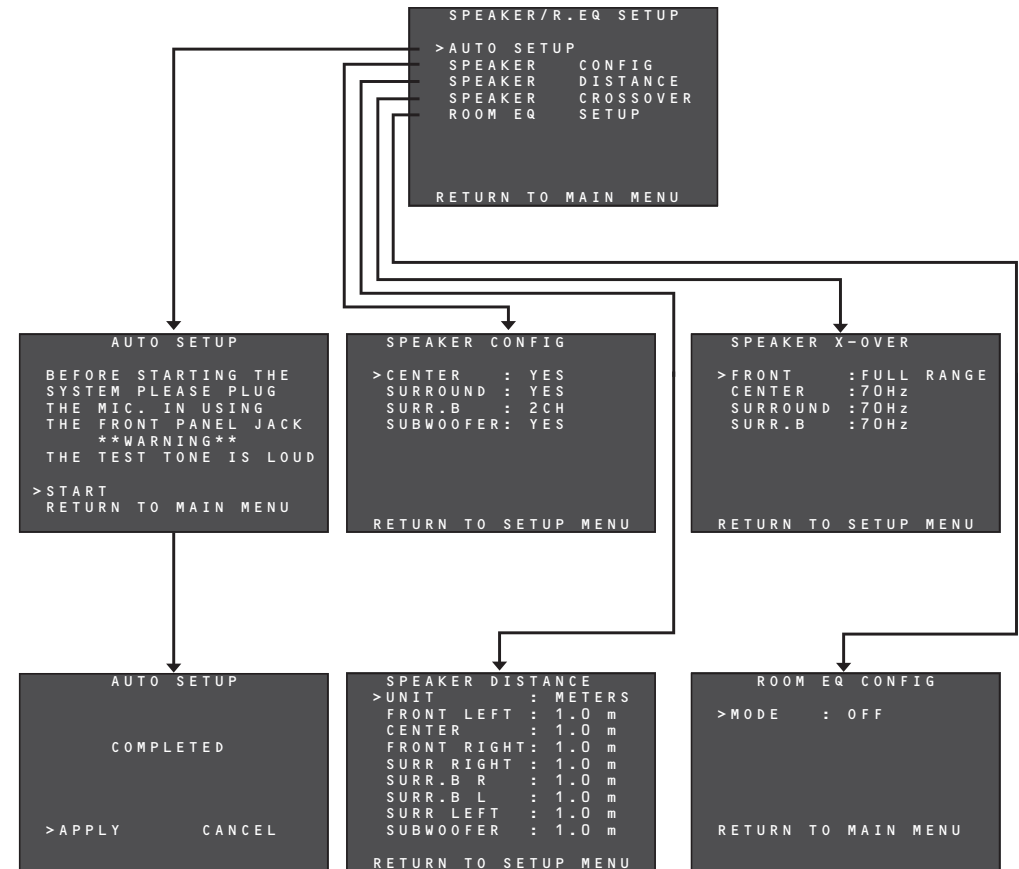 SPEAKER/R.EQ SETUP
>AUTO SETUP
SPEAKER CONFIG
SPEAKER DISTANCE
SPEAKER CROSSOVER
ROOM EQ SETUP
RETURN TO MAIN MENU
AUTO SETUP
BEFORE STARTING THE
SYSTEM PLEASE PLUG
THE MIC. IN USING
THE FRONT PANEL JACK
**WARNING**
THE TEST TONE IS LOUD
>START
RETURN TO MAIN MENU
SPEAKER CONFIG
>CENTER : YES
SURROUND : YES
SURR.B : 2CH
SUBWOOFER: YES
RETURN TO SETUP MENU
SPEAKER X-OVER
>FRONT :FULL RANGE
CENTER :70Hz
SURROUND :70Hz
SURR.B :70Hz
RETURN TO SETUP MENU
AUTO SETUP
COMPLETED
>APPLY CANCEL
SPEAKER DISTANCE
>UNIT : METERS
FRONT LEFT : 1.0 m
CENTER : 1.0 m
FRONT RIGHT: 1.0 m
SURR RIGHT : 1.0 m
SURR.B R : 1.0 m
SURR.B L : 1.0 m
SURR LEFT : 1.0 m
SUBWOOFER : 1.0 m
RETURN TO SETUP MENU
ROOM EQ CONFIG
>MODE : OFF
RETURN TO MAIN MENU